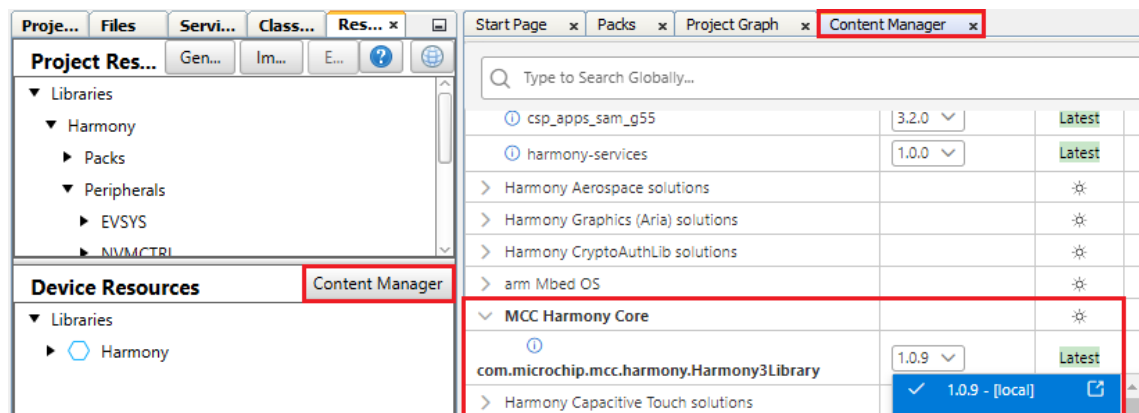 Proje... Files Servi... Class... Res... x
Project Res... Gen... Im... E... ?
Libraries
Harmony
Packs
Peripherals
EVSYS
NVMCTRL
Device Resources Content Manager
Libraries
Harmony
Start Page x Packs x Project Graph x Content Manager x
Type to Search Globally...
csp_apps_sam_g55 3.2.0 Latest
harmony-services 1.0.0 Latest
Harmony Aerospace solutions
Harmony Graphics (Aria) solutions
Harmony CryptoAuthLib solutions
arm Mbed OS
MCC Harmony Core
com.microchip.mcc.harmony.Harmony3Library 1.0.9 Latest
1.0.9 - [local]
Harmony Capacitive Touch solutions